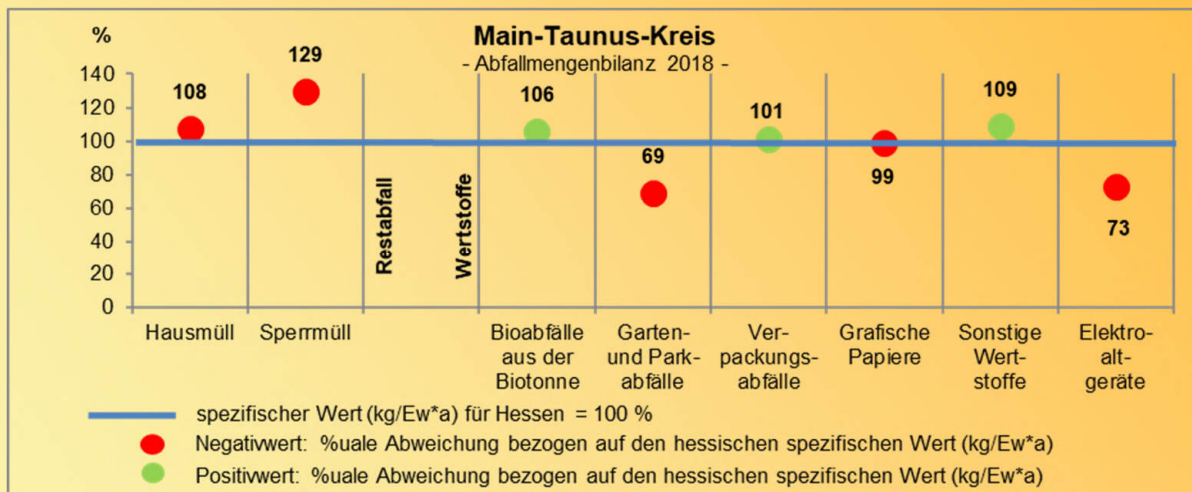 %
Main-Taunus-Kreis
- Abfallmengenbilanz 2018 -
140
120
100
80
60
40
20
0
108
129
106
69
101
99
109
73
Restabfall
Wertstoffe
Hausmüll
Sperrmüll
Bioabfälle
aus der
Biotonne
Garten-
und Park-
abfälle
Ver-
packungs-
abfälle
Grafische
Papiere
Sonstige
Wert-
stoffe
Elektro-
alt-
geräte
spezifischer Wert (kg/Ew*a) für Hessen = 100 %
Negativwert: %uale Abweichung bezogen auf den hessischen spezifischen Wert (kg/Ew*a)
Positivwert: %uale Abweichung bezogen auf den hessischen spezifischen Wert (kg/Ew*a)